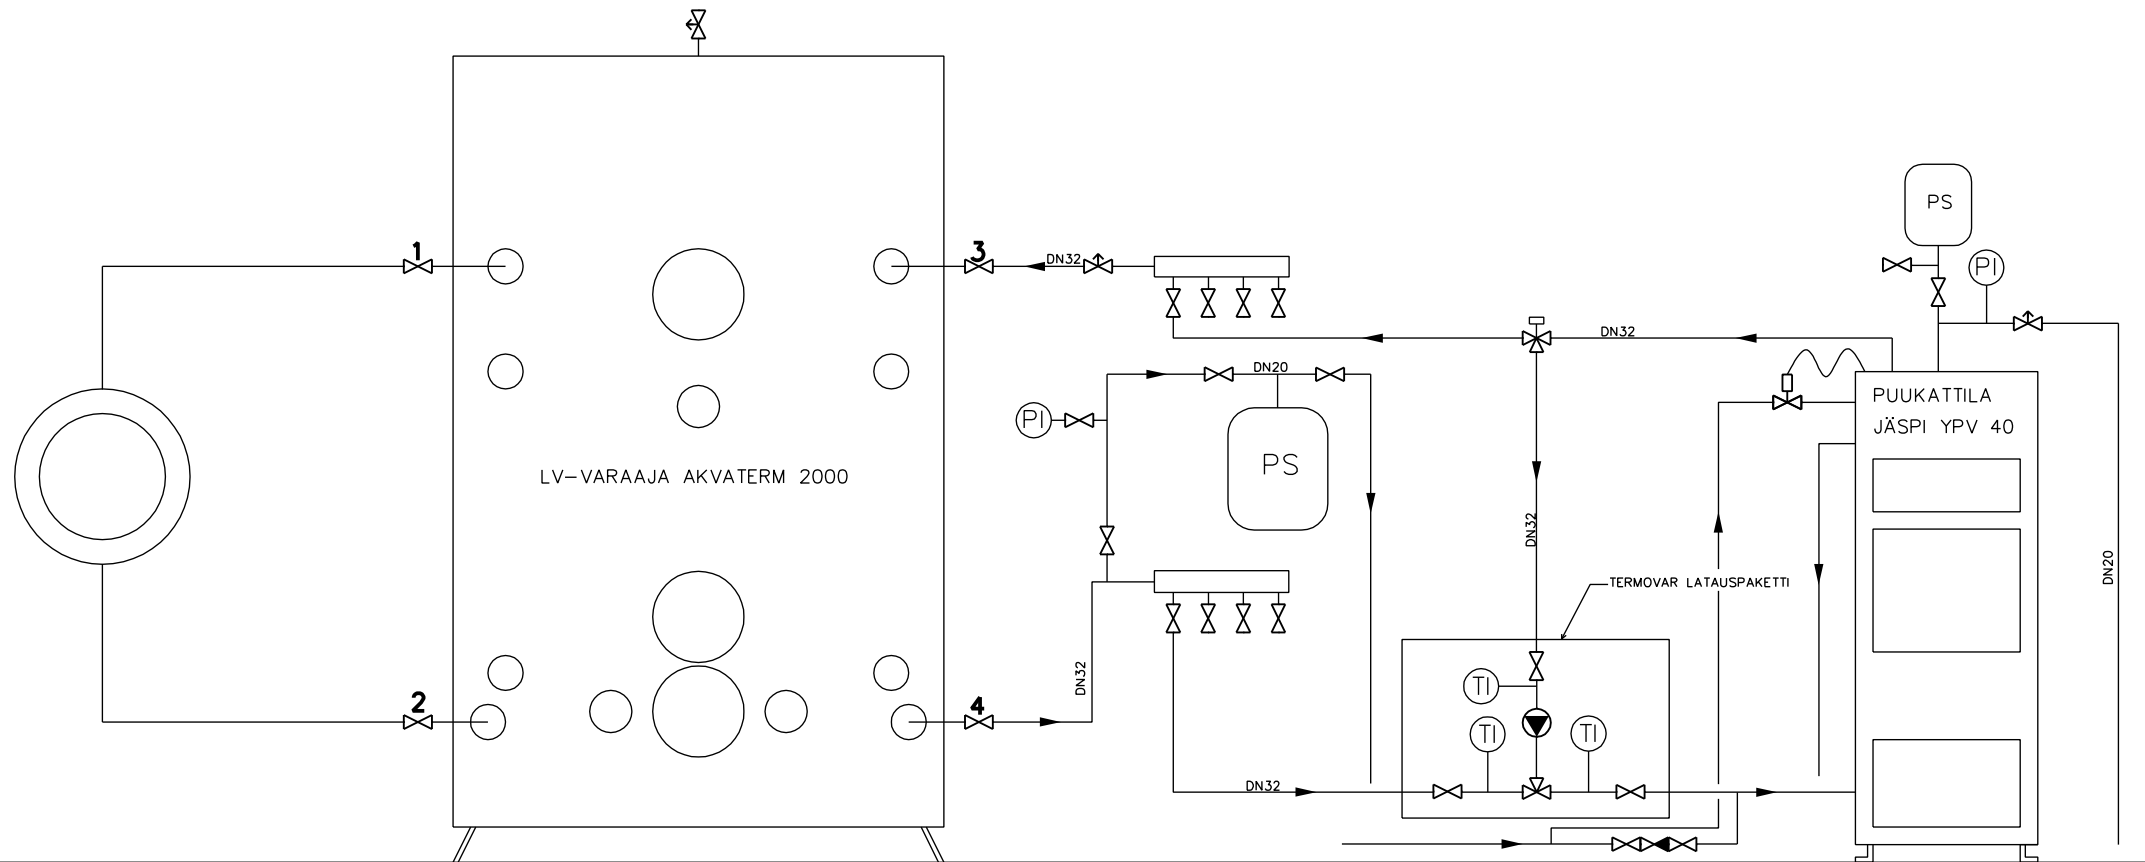 PS
1
3
DN32
PI
DN32
DN20
PUUKATTILA
JÄSPI YPV 40
PI
PS
LV-VARAAJA AKVATERM 2000
DN32
DN20
TERMOVAR LATAUSPAKETTI
DN32
TI
2
4
TI
TI
DN32